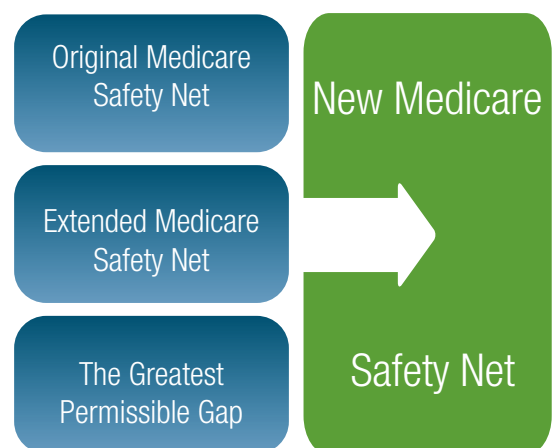 Original Medicare
Safety Net
Extended Medicare
Safety Net
The Greatest
Permissible Gap
New Medicare
Safety Net